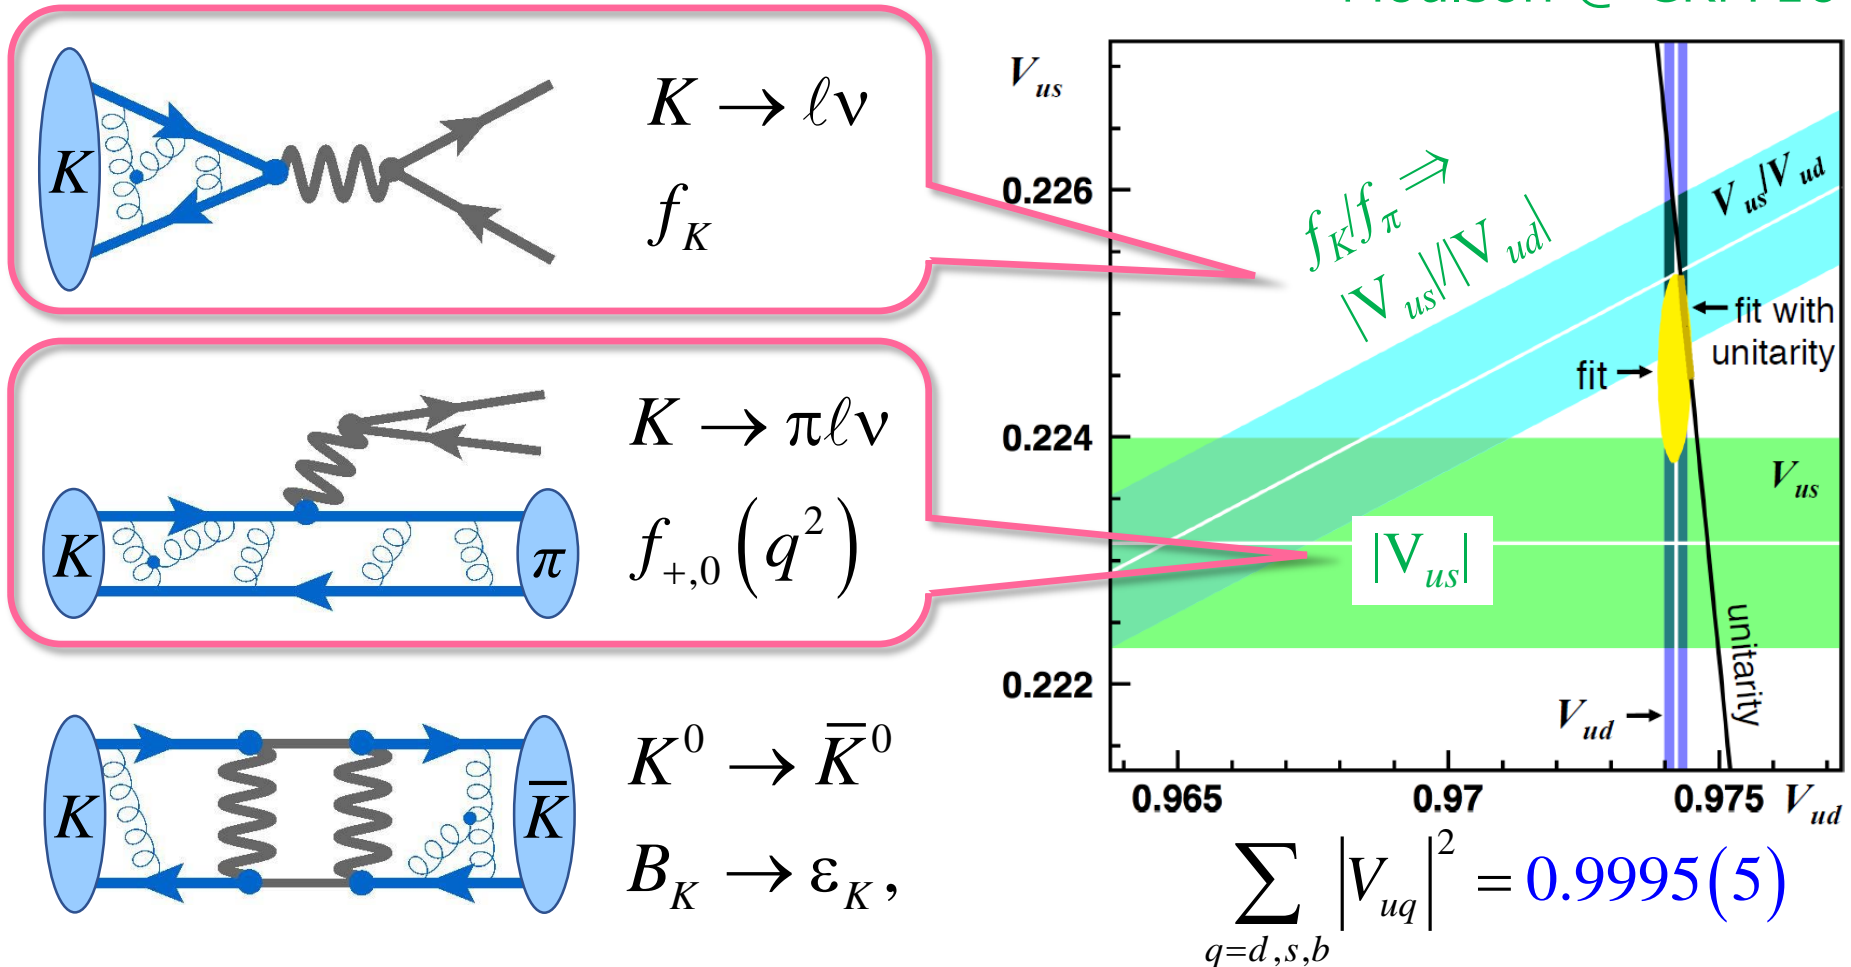 K
K → ℓν
f_K
K
π
K → πℓν
f_{+,0}(q²)
K
K̅
K⁰ → K̅⁰
B_K → ε_K,
V_us
0.226
0.224
0.222
f_K/f_π ⇒
|V_us|/|V_ud|
V_us/V_ud
fit with
unitarity
fit
V_us
|V_us|
unitarity
V_ud
0.965
0.97
0.975
V_ud
∑_{q=d,s,b} |V_uq|² = 0.9995(5)